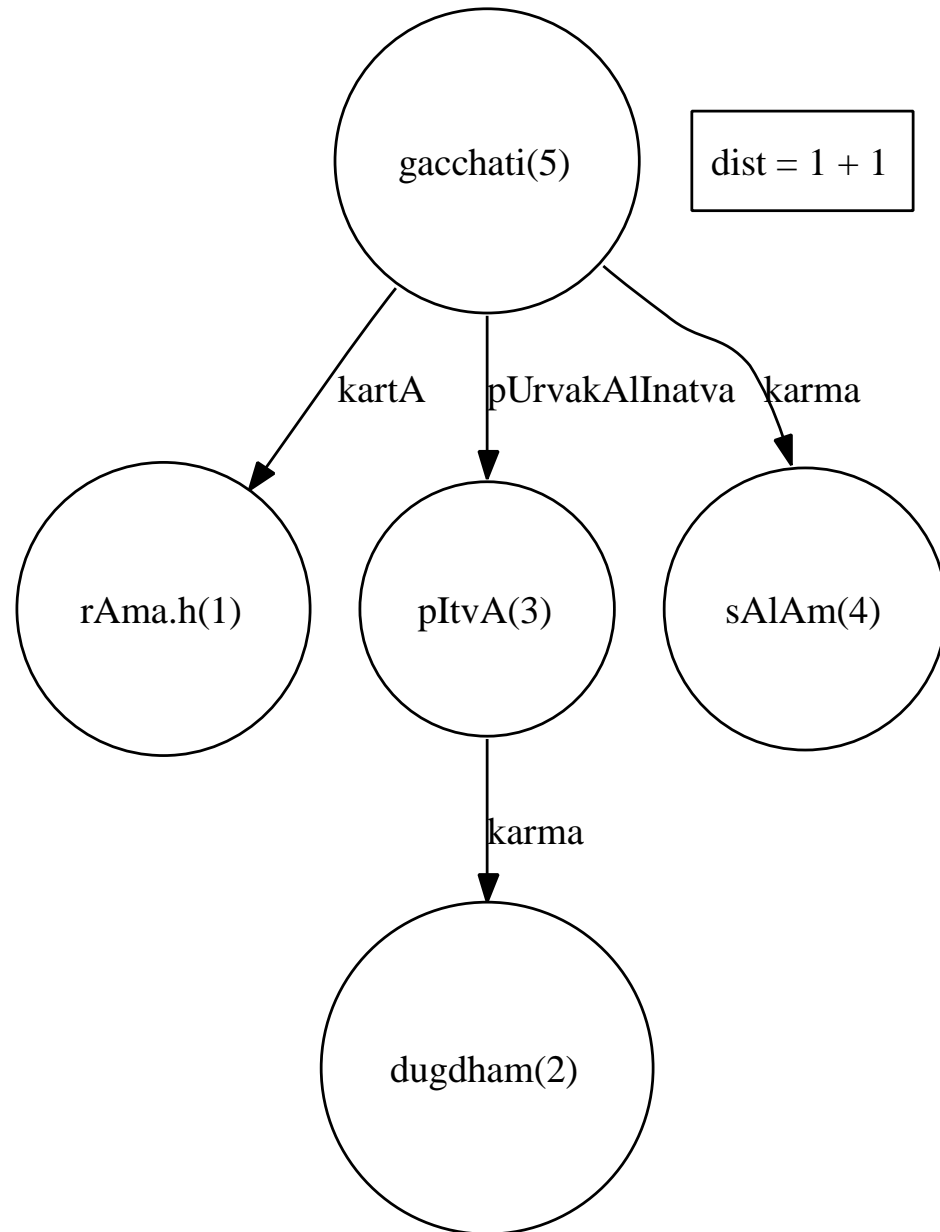 gacchati(5)
dist = 1 + 1
kartA
pUrvakAlInatva
karma
rAma.h(1)
pItvA(3)
sAlAm(4)
karma
dugdham(2)